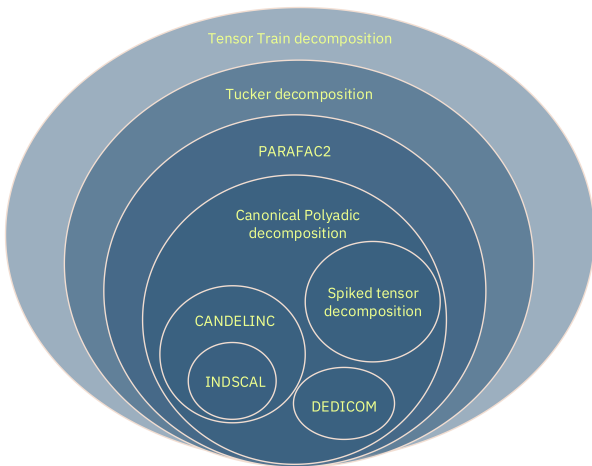 Tensor Train decomposition
Tucker decomposition
PARAFAC2
Canonical Polyadic
decomposition
Spiked tensor
decomposition
CANDELINC
INDSCAL
DEDICOM